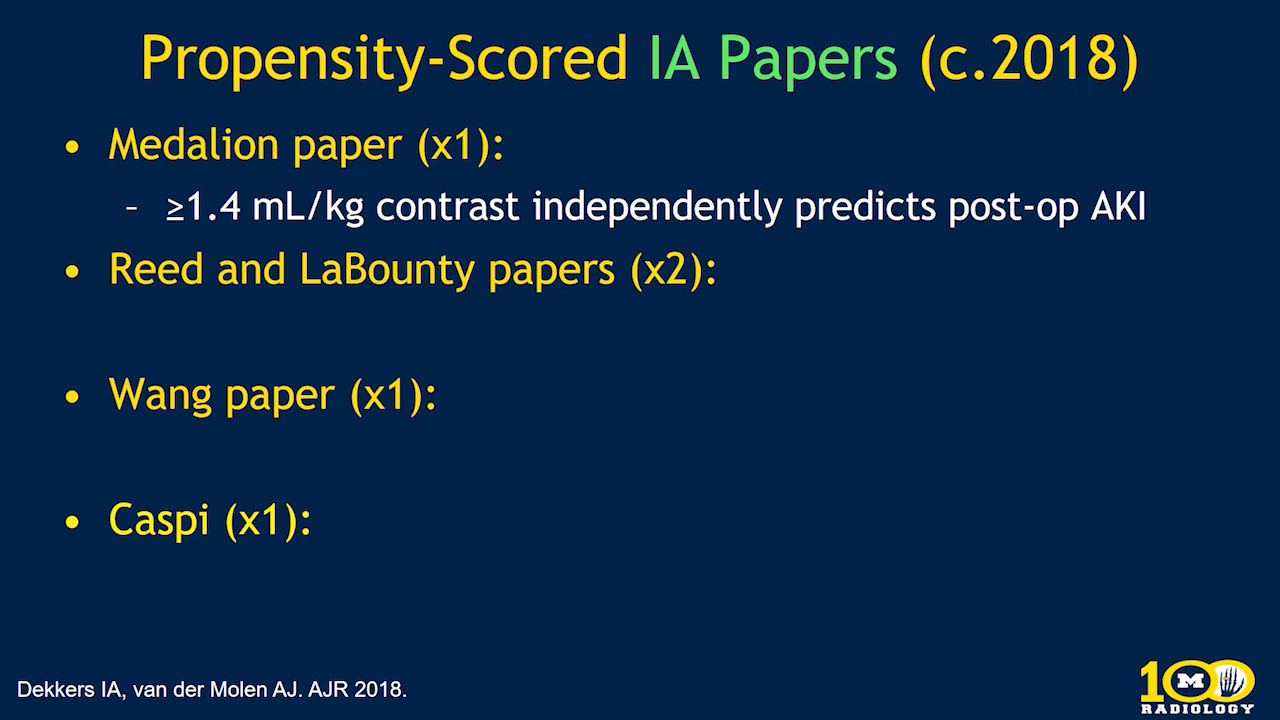 Propensity-Scored IA Papers (c.2018)
• Medalion paper (x1):
– ≥1.4 mL/kg contrast independently predicts post-op AKI
• Reed and LaBounty papers (x2):
• Wang paper (x1):
• Caspi (x1):
Dekkers IA, van der Molen AJ. AJR 2018.
100
M
RADIOLOGY